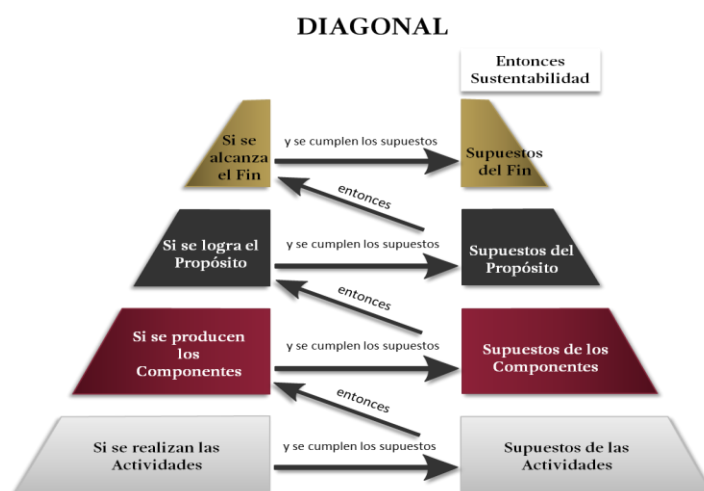 DIAGONAL
Entonces
Sustentabilidad
Si se
alcanza
el Fin
y se cumplen los supuestos
Supuestos
del Fin
entonces
Si se logra el
Propósito
y se cumplen los supuestos
Supuestos del
Propósito
entonces
Si se producen
los
Componentes
y se cumplen los supuestos
Supuestos de los
Componentes
entonces
Si se realizan las
Actividades
y se cumplen los supuestos
Supuestos de las
Actividades